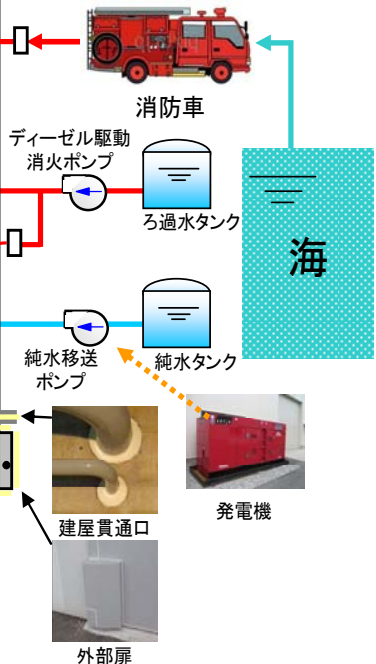 消防車
ディーゼル駆動
消火ポンプ
ろ過水タンク
海
純水移送
ポンプ
純水タンク
発電機
建屋貫通口
外部扉